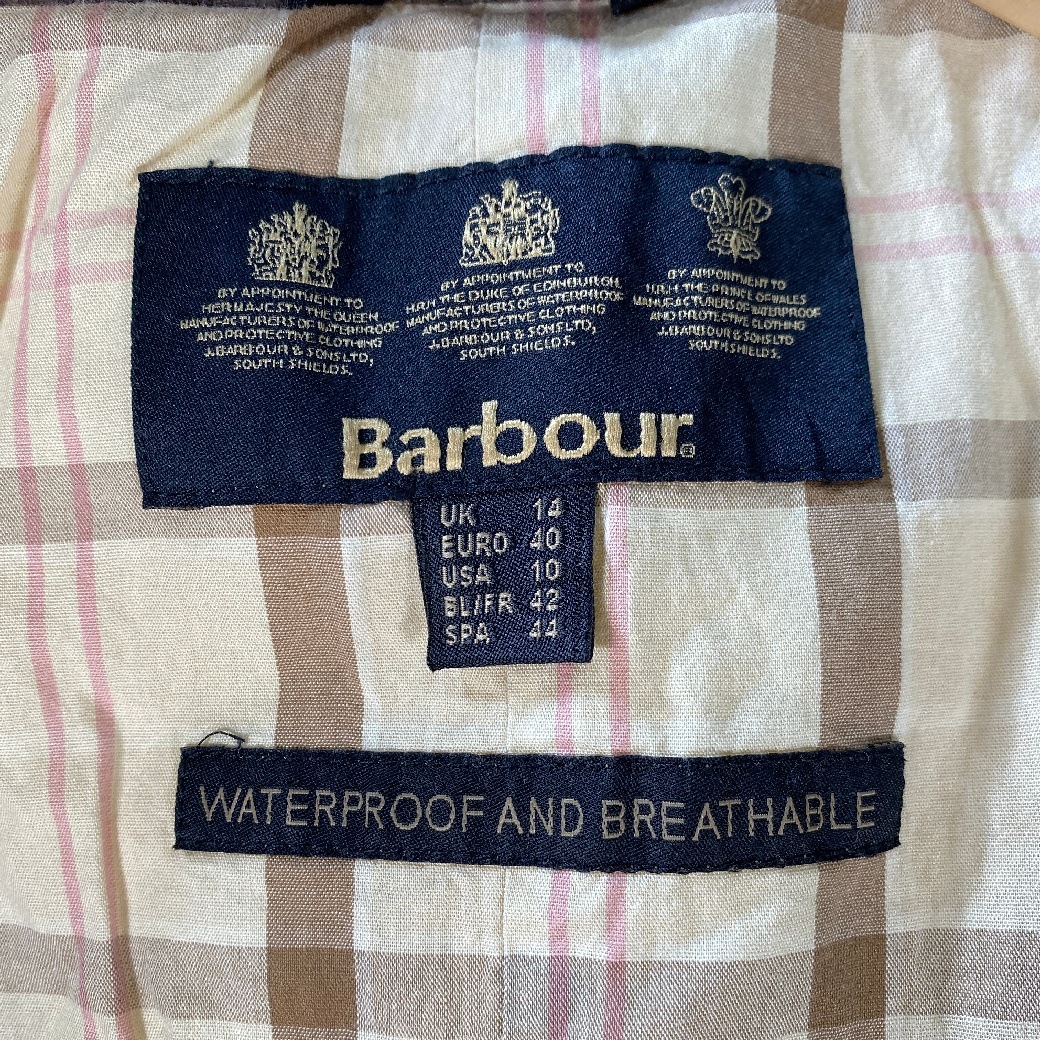 BY APPOINTMENT TO
HER MAJESTY THE QUEEN
MANUFACTURERS OF WATERPROOF
AND PROTECTIVE CLOTHING
J.BARBOUR & SONS LTD,
SOUTH SHIELDS.
BY APPOINTMENT TO
H.R.H THE DUKE OF EDINBURGH
MANUFACTURERS OF WATERPROOF
AND PROTECTIVE CLOTHING
J.BARBOUR & SONS LTD,
SOUTH SHIELDS.
BY APPOINTMENT TO
H.R.H THE PRINCE OF WALES
MANUFACTURERS OF WATERPROOF
AND PROTECTIVE CLOTHING
J.BARBOUR & SONS LTD
SOUTH SHIELDS.
Barbour®
UK 14
EURO 40
USA 10
BL/FR 42
SPA 44
WATERPROOF AND BREATHABLE